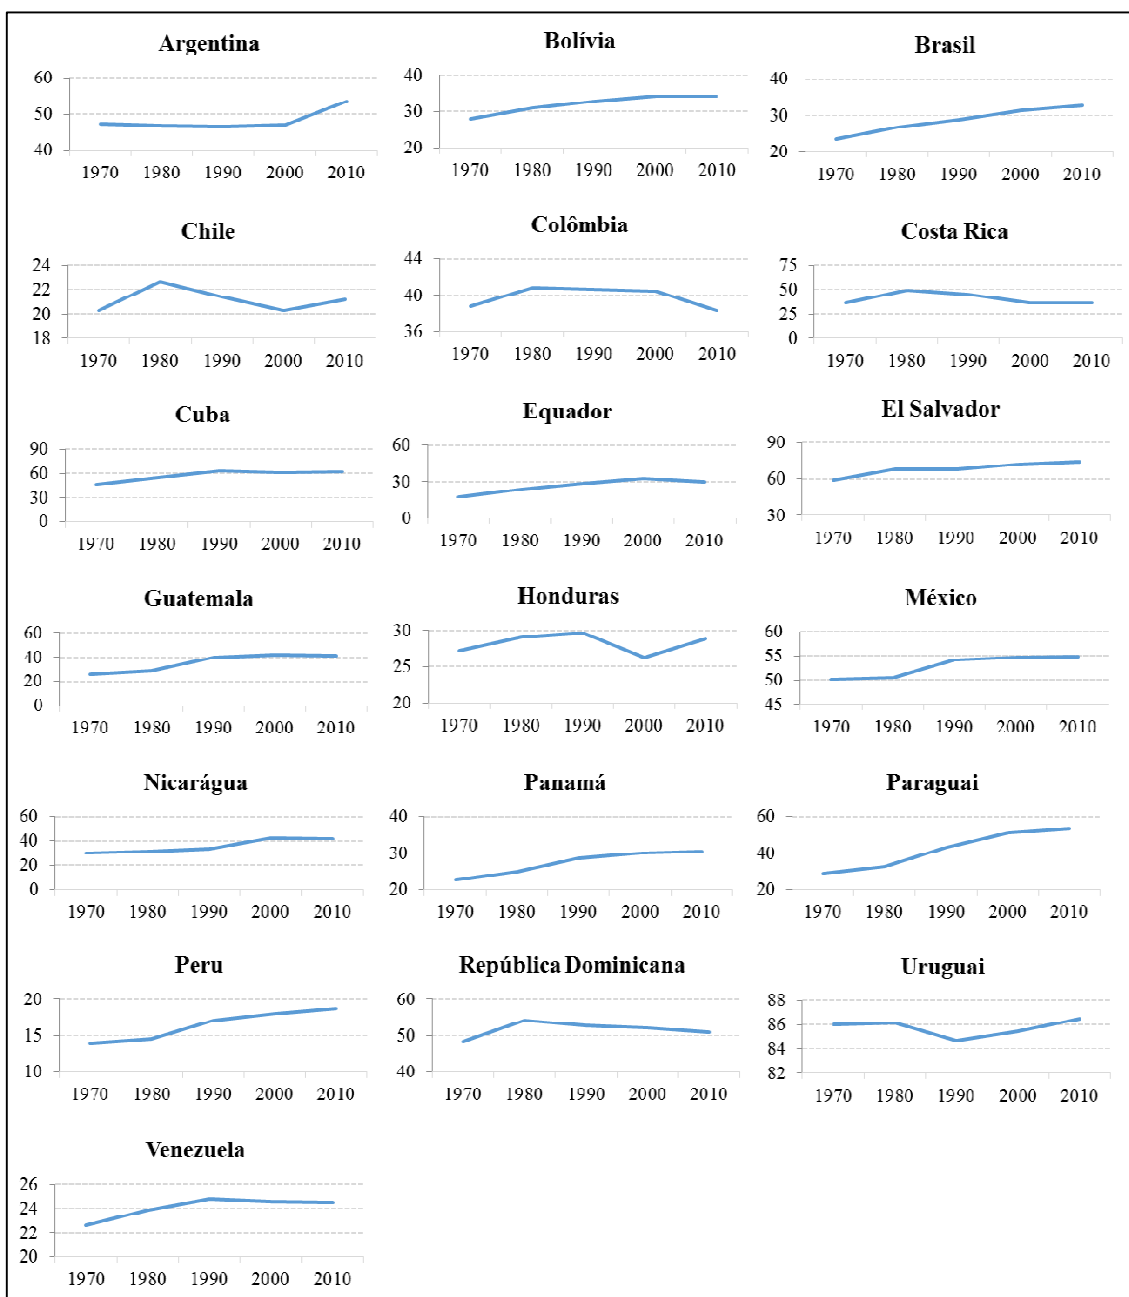 Argentina
60
50
40
1970 1980 1990 2000 2010
Bolívia
40
30
20
1970 1980 1990 2000 2010
Brasil
40
30
20
1970 1980 1990 2000 2010
Chile
24
22
20
18
1970 1980 1990 2000 2010
Colômbia
44
40
36
1970 1980 1990 2000 2010
Costa Rica
75
50
25
0
1970 1980 1990 2000 2010
Cuba
90
60
30
0
1970 1980 1990 2000 2010
Equador
60
30
0
1970 1980 1990 2000 2010
El Salvador
90
60
30
1970 1980 1990 2000 2010
Guatemala
60
40
20
0
1970 1980 1990 2000 2010
Honduras
30
25
20
1970 1980 1990 2000 2010
México
60
55
50
45
1970 1980 1990 2000 2010
Nicarágua
60
40
20
0
1970 1980 1990 2000 2010
Panamá
40
30
20
1970 1980 1990 2000 2010
Paraguai
60
40
20
1970 1980 1990 2000 2010
Peru
20
15
10
1970 1980 1990 2000 2010
República Dominicana
60
50
40
1970 1980 1990 2000 2010
Uruguai
88
86
84
82
1970 1980 1990 2000 2010
Venezuela
26
24
22
20
1970 1980 1990 2000 2010